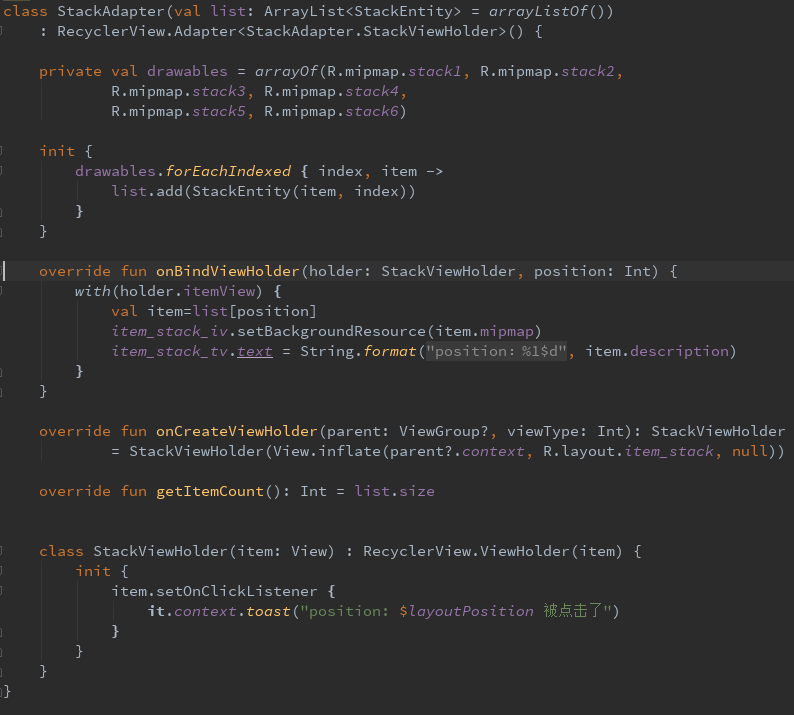 class StackAdapter(val list: ArrayList<StackEntity> = arrayListOf())
    : RecyclerView.Adapter<StackAdapter.StackViewHolder>() {
    private val drawables = arrayOf(R.mipmap.stack1, R.mipmap.stack2,
            R.mipmap.stack3, R.mipmap.stack4,
            R.mipmap.stack5, R.mipmap.stack6)
    init {
        drawables.forEachIndexed { index, item ->
            list.add(StackEntity(item, index))
        }
    }
    override fun onBindViewHolder(holder: StackViewHolder, position: Int) {
        with(holder.itemView) {
            val item=list[position]
            item_stack_iv.setBackgroundResource(item.mipmap)
            item_stack_tv.text = String.format("position：%1$d", item.description)
        }
    }
    override fun onCreateViewHolder(parent: ViewGroup?, viewType: Int): StackViewHolder
            = StackViewHolder(View.inflate(parent?.context, R.layout.item_stack, null))
    override fun getItemCount(): Int = list.size
    class StackViewHolder(item: View) : RecyclerView.ViewHolder(item) {
        init {
            item.setOnClickListener {
                it.context.toast("position: $layoutPosition 被点击了")
            }
        }
    }
}